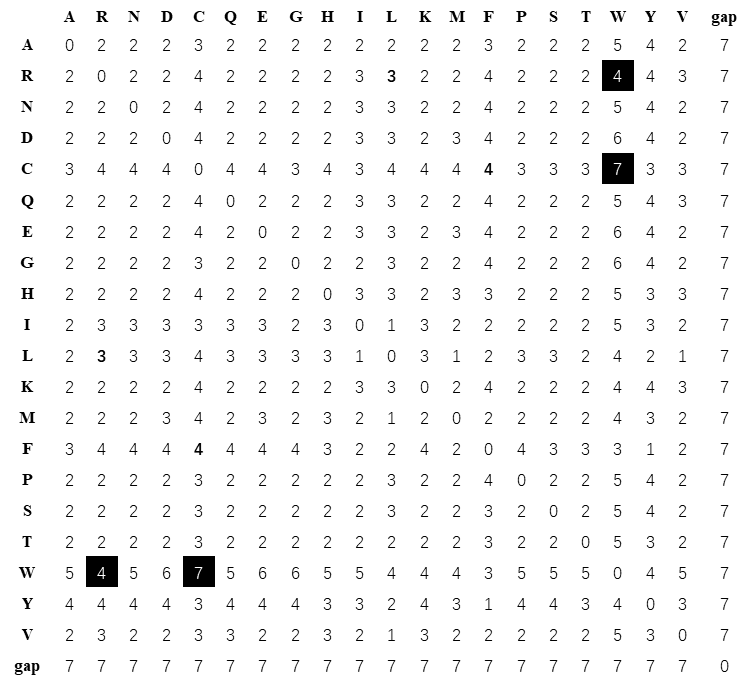 A R N D C Q E G H I L K M F P S T W Y V gap
A 0 2 2 2 3 2 2 2 2 2 2 2 2 3 2 2 2 5 4 2 7
R 2 0 2 2 4 2 2 2 2 3 3 2 2 4 2 2 2 4 4 3 7
N 2 2 0 2 4 2 2 2 2 3 3 2 2 4 2 2 2 5 4 2 7
D 2 2 2 0 4 2 2 2 2 3 3 2 3 4 2 2 2 6 4 2 7
C 3 4 4 4 0 4 4 3 4 3 4 4 4 4 3 3 3 7 3 3 7
Q 2 2 2 2 4 0 2 2 2 3 3 2 2 4 2 2 2 5 4 3 7
E 2 2 2 2 4 2 0 2 2 3 3 2 3 4 2 2 2 6 4 2 7
G 2 2 2 2 3 2 2 0 2 2 3 2 2 4 2 2 2 6 4 2 7
H 2 2 2 2 4 2 2 2 0 3 3 2 3 3 2 2 2 5 3 3 7
I 2 3 3 3 3 3 3 2 3 0 1 3 2 2 2 2 2 5 3 2 7
L 2 3 3 3 4 3 3 3 3 1 0 3 1 2 3 3 2 4 2 1 7
K 2 2 2 2 4 2 2 2 2 3 3 0 2 4 2 2 2 4 4 3 7
M 2 2 2 3 4 2 3 2 3 2 1 2 0 2 2 2 2 4 3 2 7
F 3 4 4 4 4 4 4 4 3 2 2 4 2 0 4 3 3 3 1 2 7
P 2 2 2 2 3 2 2 2 2 2 3 2 2 4 0 2 2 5 4 2 7
S 2 2 2 2 3 2 2 2 2 2 3 2 2 3 2 0 2 5 4 2 7
T 2 2 2 2 3 2 2 2 2 2 2 2 2 3 2 2 0 5 3 2 7
W 5 4 5 6 7 5 6 6 5 5 4 4 4 3 5 5 5 0 4 5 7
Y 4 4 4 4 3 4 4 4 3 3 2 4 3 1 4 4 3 4 0 3 7
V 2 3 2 2 3 3 2 2 3 2 1 3 2 2 2 2 2 5 3 0 7
gap 7 7 7 7 7 7 7 7 7 7 7 7 7 7 7 7 7 7 7 7 0